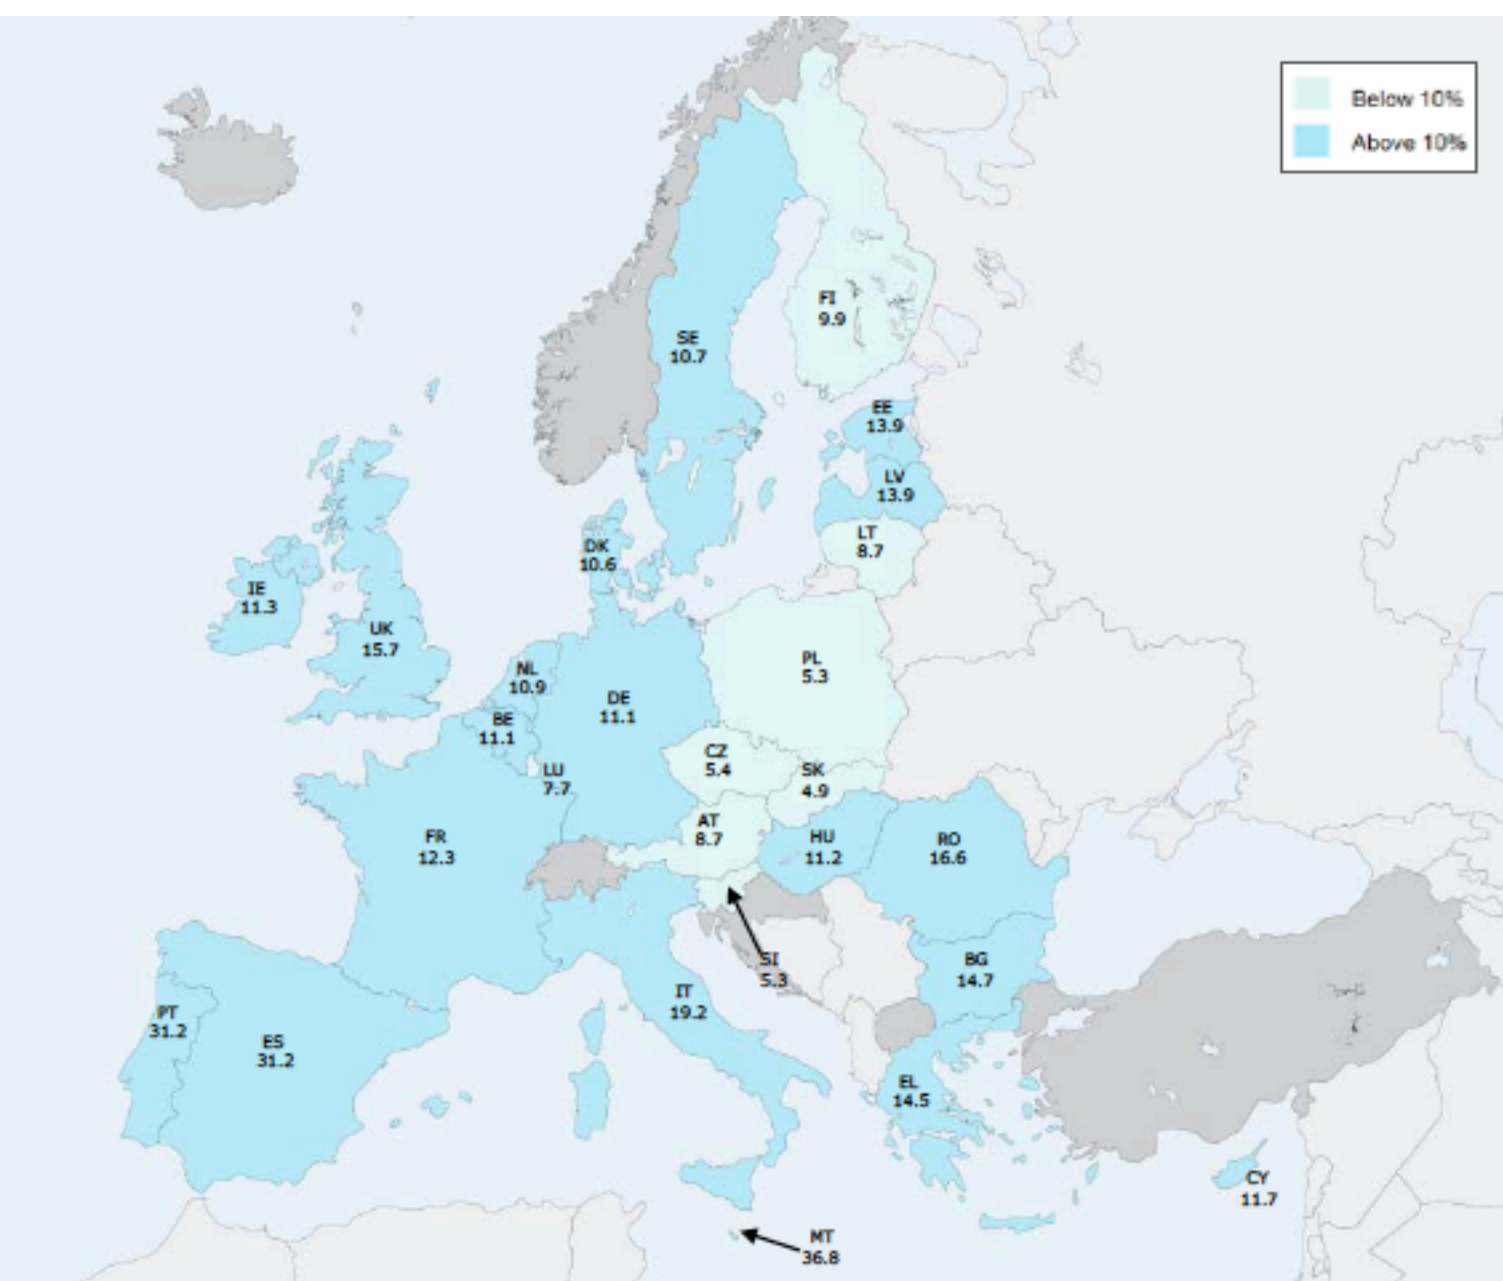 Below 10%
Above 10%
FI
9.9
SE
10.7
EE
13.9
LV
13.9
LT
8.7
DK
10.6
IE
11.3
UK
15.7
NL
10.9
PL
5.3
DE
11.1
BE
11.1
CZ
5.4
LU
7.7
SK
4.9
AT
8.7
FR
12.3
HU
11.2
RO
16.6
SI
5.3
BG
14.7
IT
19.2
PT
31.2
ES
31.2
EL
14.5
CY
11.7
MT
36.8